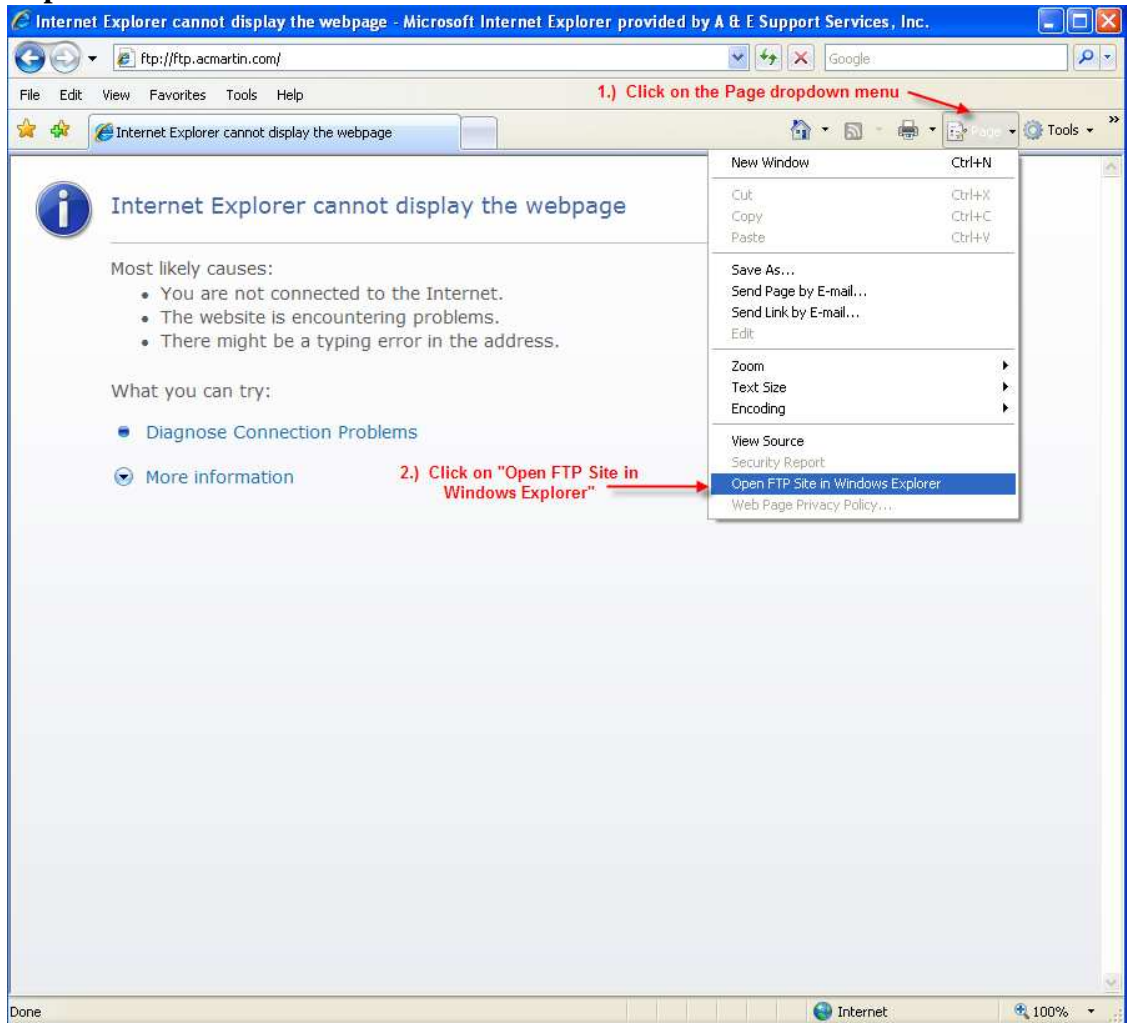 Internet Explorer cannot display the webpage - Microsoft Internet Explorer provided by A & E Support Services, Inc.
ftp://ftp.acmartin.com/
Google
File Edit View Favorites Tools Help
1.) Click on the Page dropdown menu
Internet Explorer cannot display the webpage
Page
Tools
New Window Ctrl+N
Cut Ctrl+X
Copy Ctrl+C
Paste Ctrl+V
Save As...
Send Page by E-mail...
Send Link by E-mail...
Edit
Zoom
Text Size
Encoding
View Source
Security Report
Open FTP Site in Windows Explorer
Web Page Privacy Policy...
Internet Explorer cannot display the webpage
Most likely causes:
• You are not connected to the Internet.
• The website is encountering problems.
• There might be a typing error in the address.
What you can try:
Diagnose Connection Problems
More information
2.) Click on "Open FTP Site in
Windows Explorer"
Done
Internet
100%